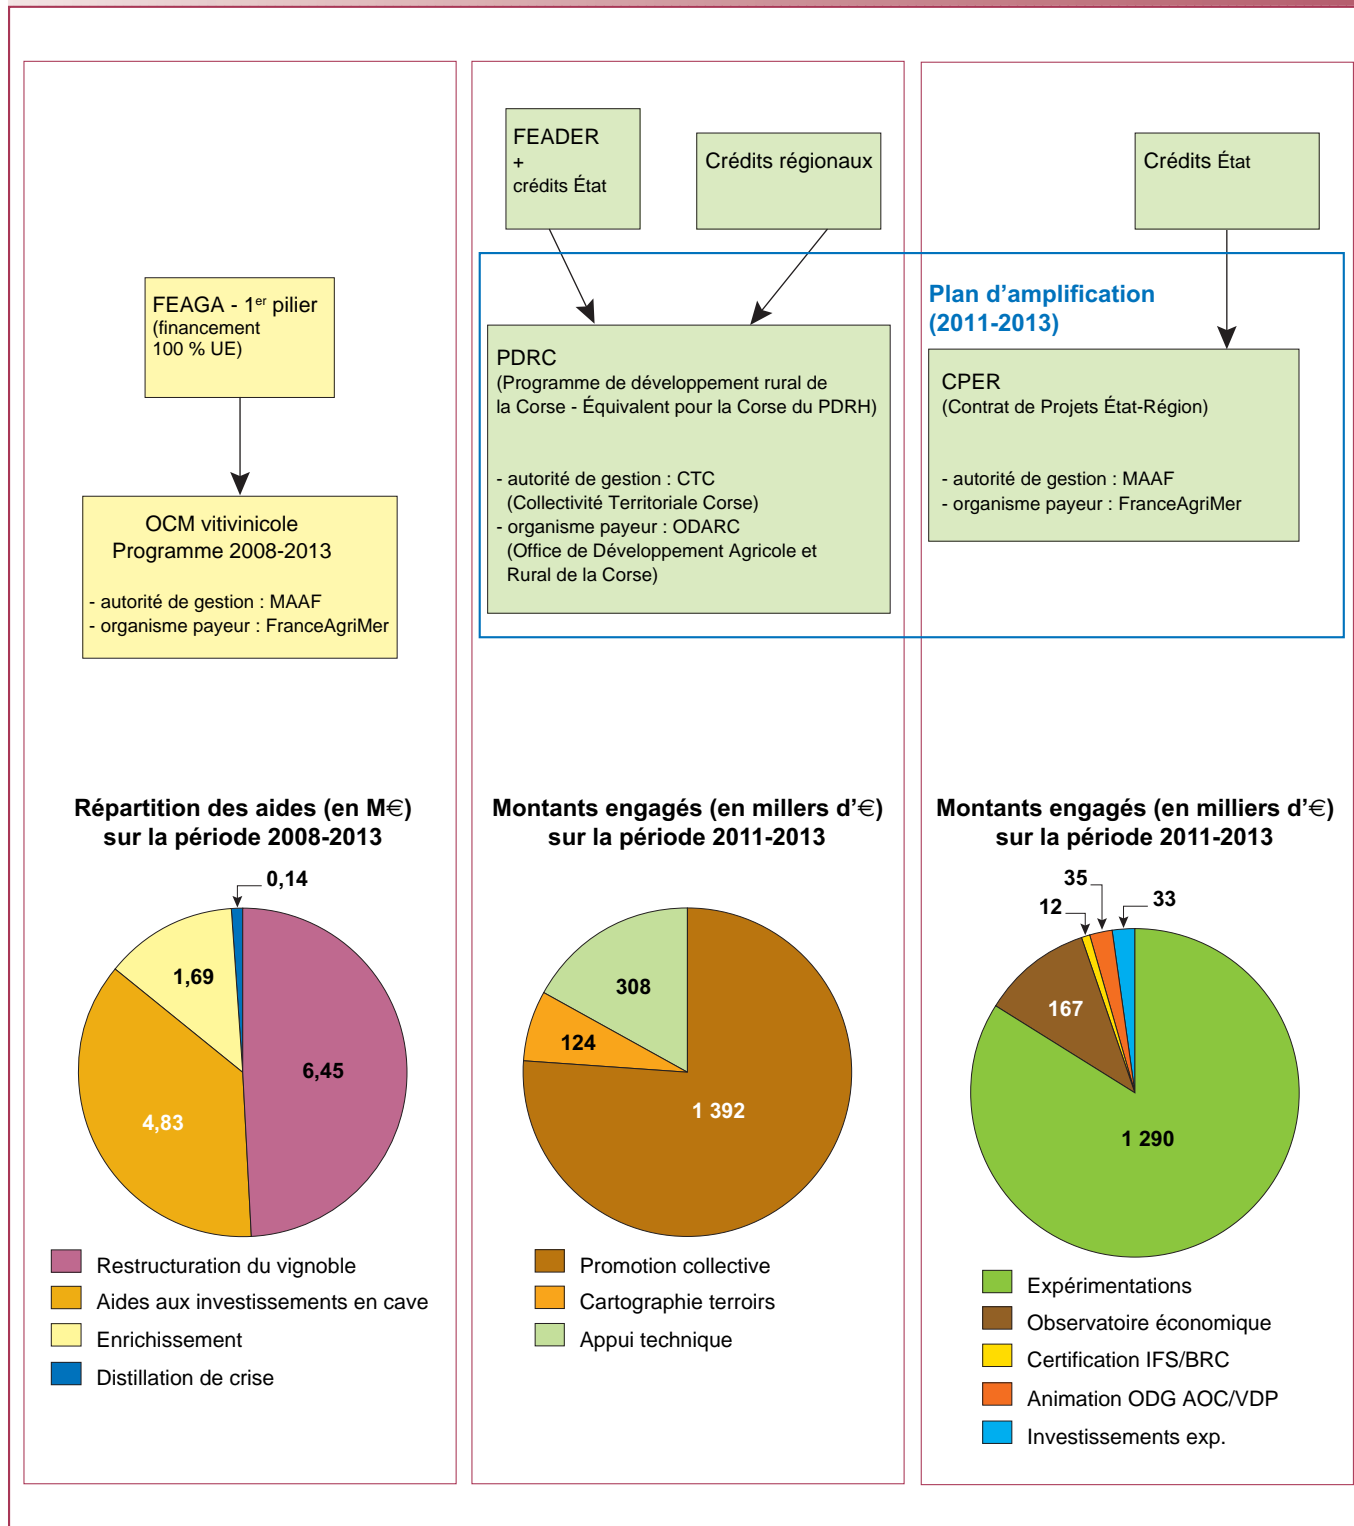 FEAGA - 1er pilier
(financement
100 % UE)
OCM vitivinicole
Programme 2008-2013
- autorité de gestion : MAAF
- organisme payeur : FranceAgriMer
Répartition des aides (en M€)
sur la période 2008-2013
0,14
1,69
6,45
4,83
Restructuration du vignoble
Aides aux investissements en cave
Enrichissement
Distillation de crise
FEADER
+
crédits État
Crédits régionaux
PDRC
(Programme de développement rural de
la Corse - Équivalent pour la Corse du PDRH)
- autorité de gestion : CTC
(Collectivité Territoriale Corse)
- organisme payeur : ODARC
(Office de Développement Agricole et
Rural de la Corse)
Montants engagés (en millers d'€)
sur la période 2011-2013
308
124
1 392
Promotion collective
Cartographie terroirs
Appui technique
Crédits État
Plan d'amplification
(2011-2013)
CPER
(Contrat de Projets État-Région)
- autorité de gestion : MAAF
- organisme payeur : FranceAgriMer
Montants engagés (en milliers d'€)
sur la période 2011-2013
35
12
33
167
1 290
Expérimentations
Observatoire économique
Certification IFS/BRC
Animation ODG AOC/VDP
Investissements exp.